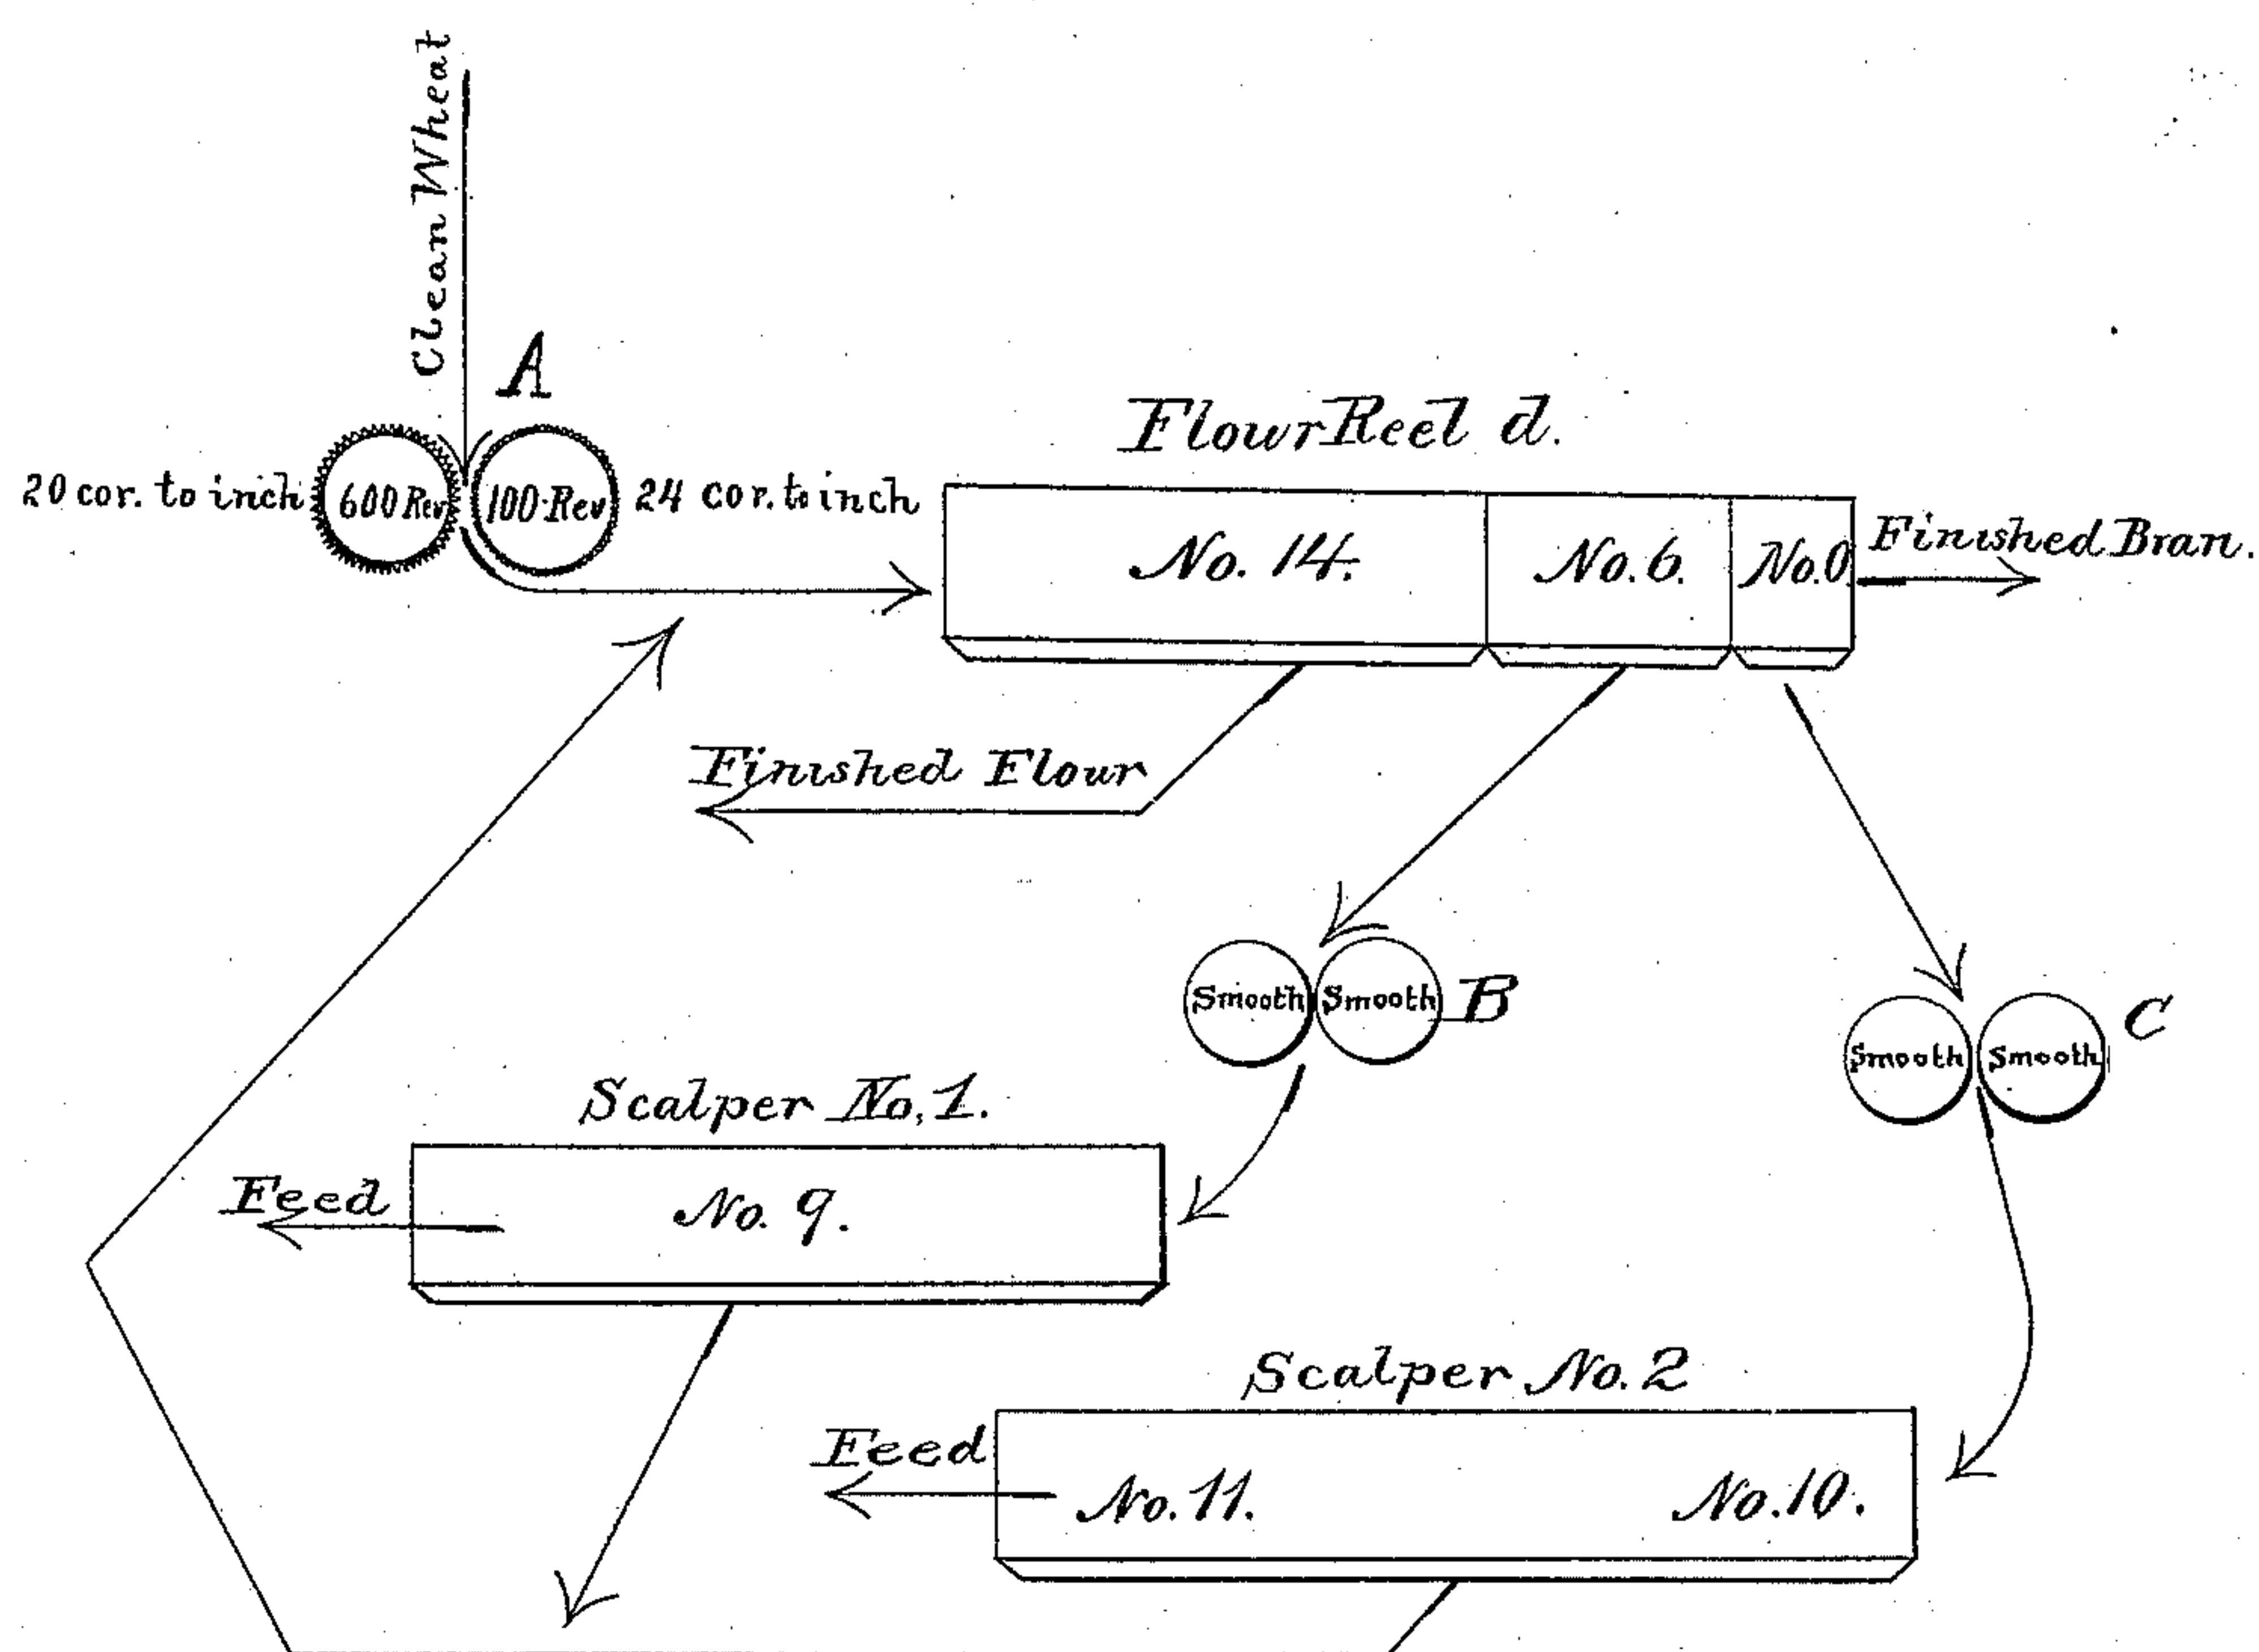 Clean Wheat
A
20 cor. to inch
600 Rev
100 Rev
24 cor. to inch
Flour Reel d.
No. 14.
No. 6.
No. 0
Finished Bran.
Finished Flour
Smooth
Smooth
B
Smooth
Smooth
C
Scalper No, 1.
Feed
No. 9.
Scalper No. 2
Feed
No. 11.
No. 10.